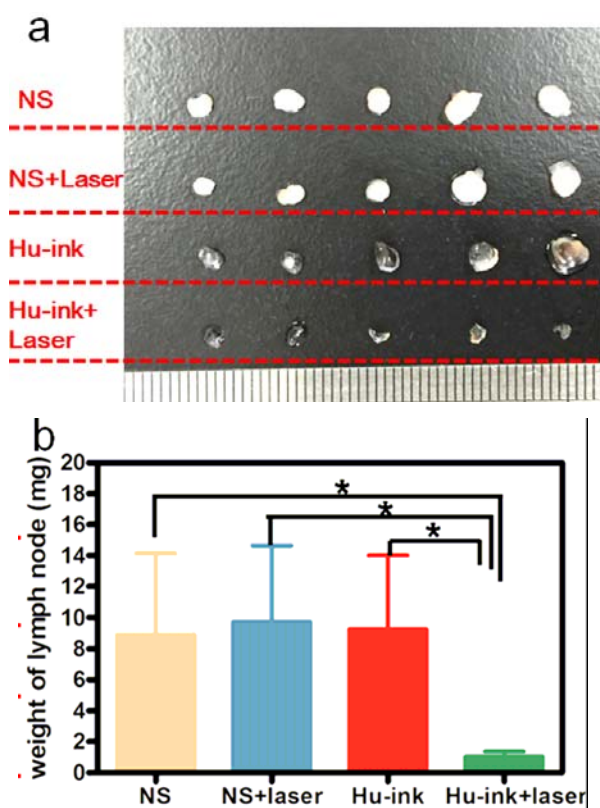 a
NS
NS+Laser
Hu-ink
Hu-ink+
Laser
b
weight of lymph node (mg)
20
18
16
14
12
10
8
6
4
2
0
*
*
*
NS
NS+laser
Hu-ink
Hu-ink+laser